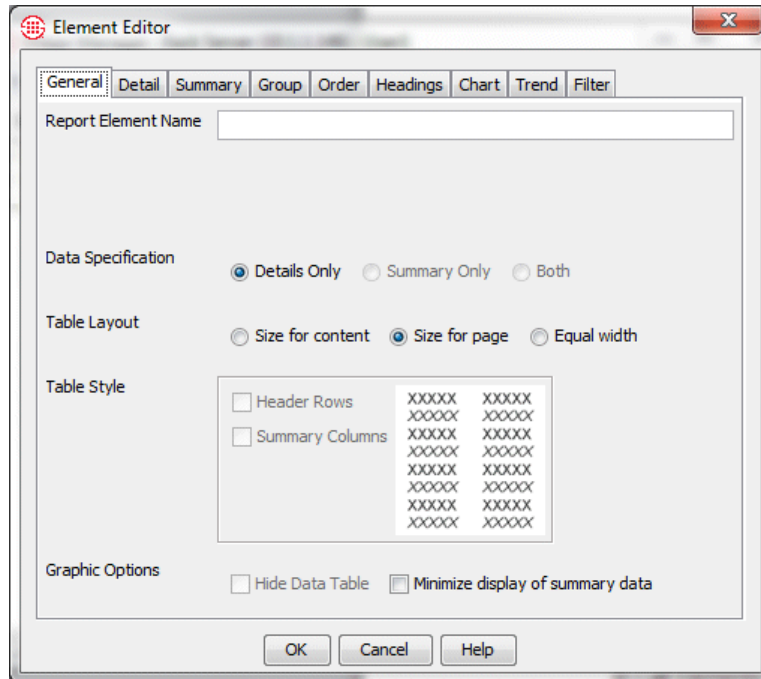 Element Editor
General Detail Summary Group Order Headings Chart Trend Filter
Report Element Name
Data Specification
Details Only Summary Only Both
Table Layout
Size for content Size for page Equal width
Table Style
Header Rows
Summary Columns
XXXXX XXXXX
XXXXX XXXXX
XXXXX XXXXX
XXXXX XXXXX
XXXXX XXXXX
XXXXX XXXXX
XXXXX XXXXX
XXXXX XXXXX
Graphic Options
Hide Data Table Minimize display of summary data
OK Cancel Help